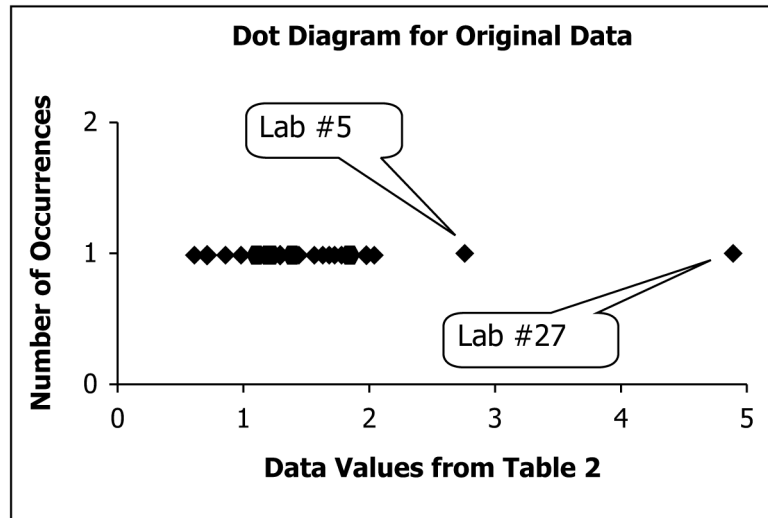 Dot Diagram for Original Data
Number of Occurrences
2
1
0
Lab #5
Lab #27
0 1 2 3 4 5
Data Values from Table 2